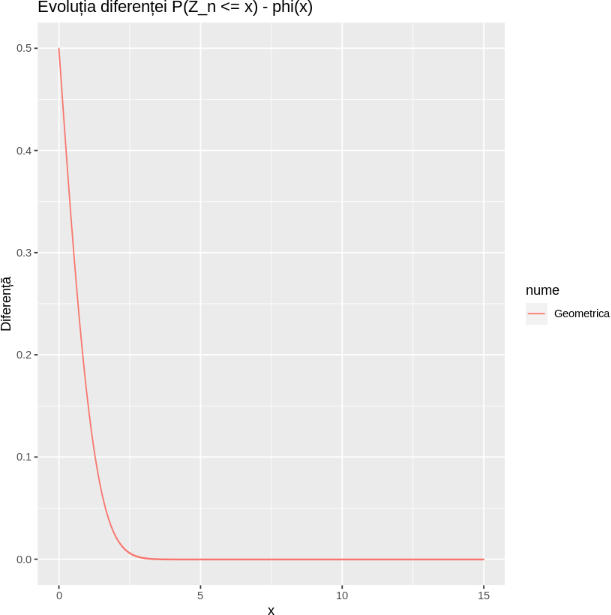 Evoluția diferenței P(Z_n <= x) - phi(x)
0.5
0.4
0.3
0.2
0.1
0.0
Diferență
0 5 10 15
x
nume
Geometrica